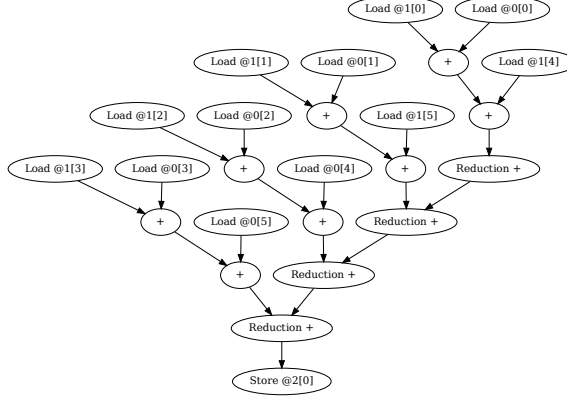 Load @1[0] Load @0[0]
Load @1[1] Load @0[1] + Load @1[4]
Load @1[2] Load @0[2] + Load @1[5] +
Load @1[3] Load @0[3] + Load @0[4] + Reduction +
+ Load @0[5] + Reduction +
+ Reduction +
Reduction +
Store @2[0]